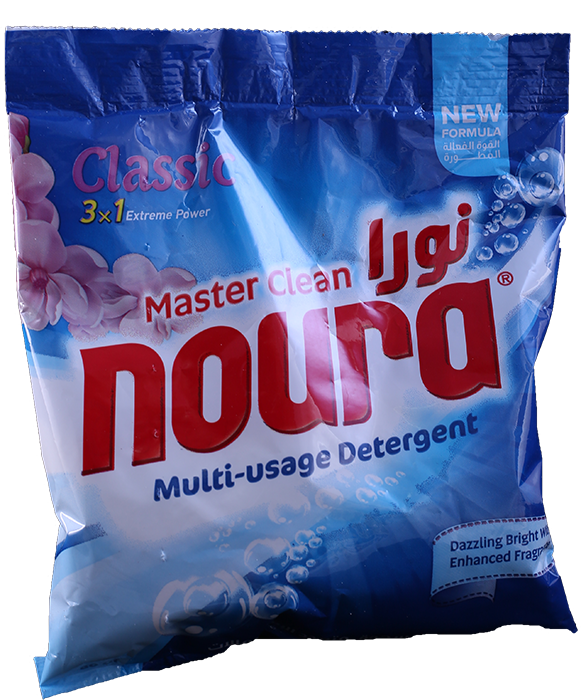 NEW
FORMULA
القوة الفعالة
المطورة
Classic
3x1 Extreme Power
نورا
Master Clean
noura®
Multi-usage Detergent
Dazzling Bright
Enhanced